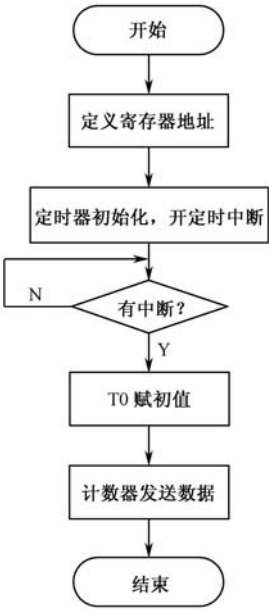 开始
定义寄存器地址
定时器初始化，开定时中断
N
有中断？
Y
T0 赋初值
计数器发送数据
结束